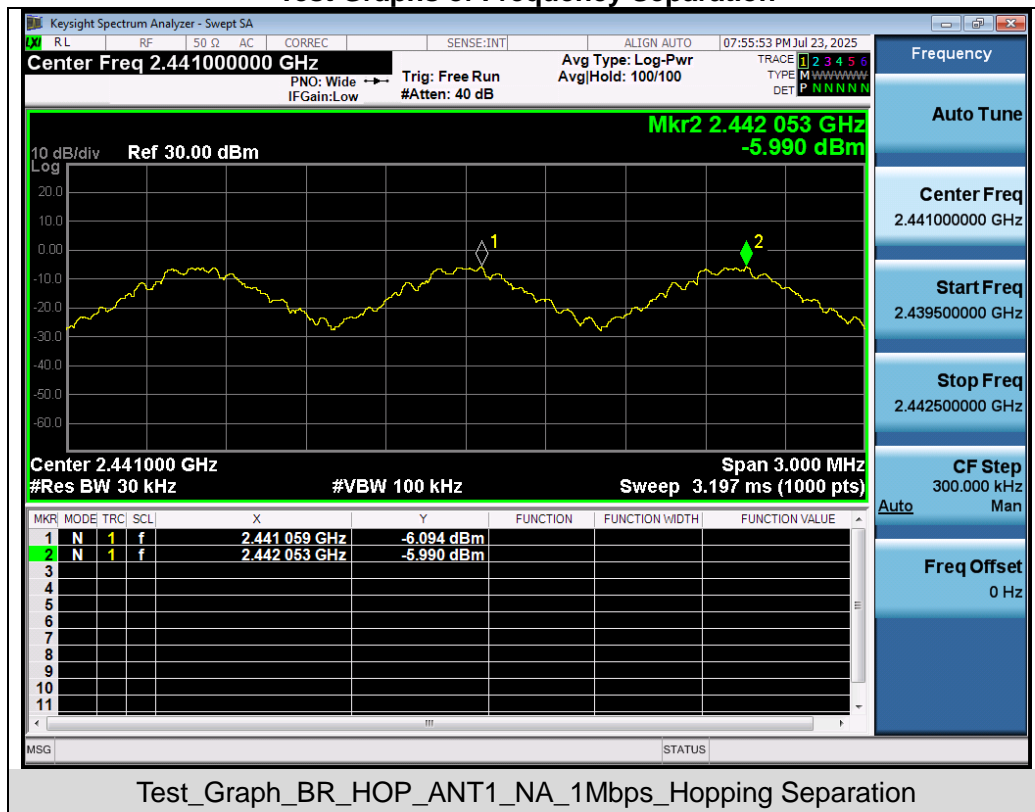 Test Graphs of Frequency Separation
Keysight Spectrum Analyzer - Swept SA
LXI RL RF 50 Ω AC CORREC SENSE:INT ALIGN AUTO 07:55:53 PM Jul 23, 2025
Center Freq 2.441000000 GHz
PNO: Wide
IFGain:Low
Trig: Free Run
#Atten: 40 dB
Avg Type: Log-Pwr
Avg|Hold: 100/100
TRACE 1 2 3 4 5 6
TYPE M WWWWW
DET P N N N N N
Mkr2 2.442 053 GHz
-5.990 dBm
10 dB/div Ref 30.00 dBm
Log
20.0
10.0
0.00
-10.0
-20.0
-30.0
-40.0
-50.0
-60.0
1
2
Center 2.441000 GHz Span 3.000 MHz
#Res BW 30 kHz #VBW 100 kHz Sweep 3.197 ms (1000 pts)
MKR MODE TRC SCL X Y FUNCTION FUNCTION WIDTH FUNCTION VALUE
1 N 1 f 2.441 059 GHz -6.094 dBm
2 N 1 f 2.442 053 GHz -5.990 dBm
3
4
5
6
7
8
9
10
11
MSG STATUS
Frequency
Auto Tune
Center Freq
2.441000000 GHz
Start Freq
2.439500000 GHz
Stop Freq
2.442500000 GHz
CF Step
300.000 kHz
Auto Man
Freq Offset
0 Hz
Test_Graph_BR_HOP_ANT1_NA_1Mbps_Hopping Separation